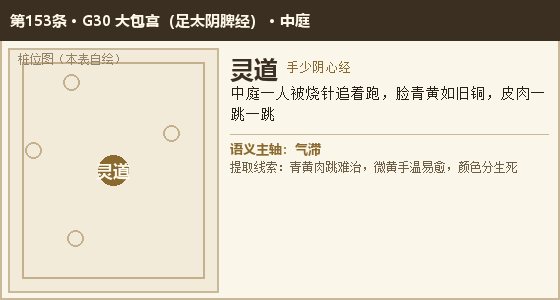 第153条·G30 大包宫（足太阴脾经）·中庭
桩位图（本表自绘）
灵道
灵道 手少阴心经
中庭一人被烧针追着跑，脸青黄如旧铜，皮肉一
跳一跳
语义主轴：气滞
提取线索：青黄肉跳难治，微黄手温易愈，颜色分生死